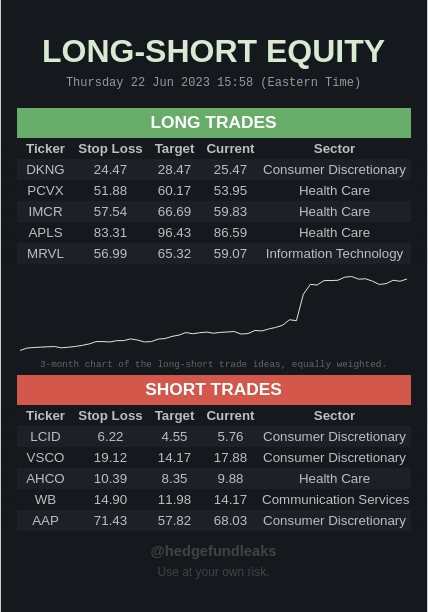 LONG-SHORT EQUITY
Thursday 22 Jun 2023 15:58 (Eastern Time)
LONG TRADES
Ticker Stop Loss Target Current Sector
DKNG 24.47 28.47 25.47 Consumer Discretionary
PCVX 51.88 60.17 53.95 Health Care
IMCR 57.54 66.69 59.83 Health Care
APLS 83.31 96.43 86.59 Health Care
MRVL 56.99 65.32 59.07 Information Technology
3-month chart of the long-short trade ideas, equally weighted.
SHORT TRADES
Ticker Stop Loss Target Current Sector
LCID 6.22 4.55 5.76 Consumer Discretionary
VSCO 19.12 14.17 17.88 Consumer Discretionary
AHCO 10.39 8.35 9.88 Health Care
WB 14.90 11.98 14.17 Communication Services
AAP 71.43 57.82 68.03 Consumer Discretionary
@hedgefundleaks
Use at your own risk.